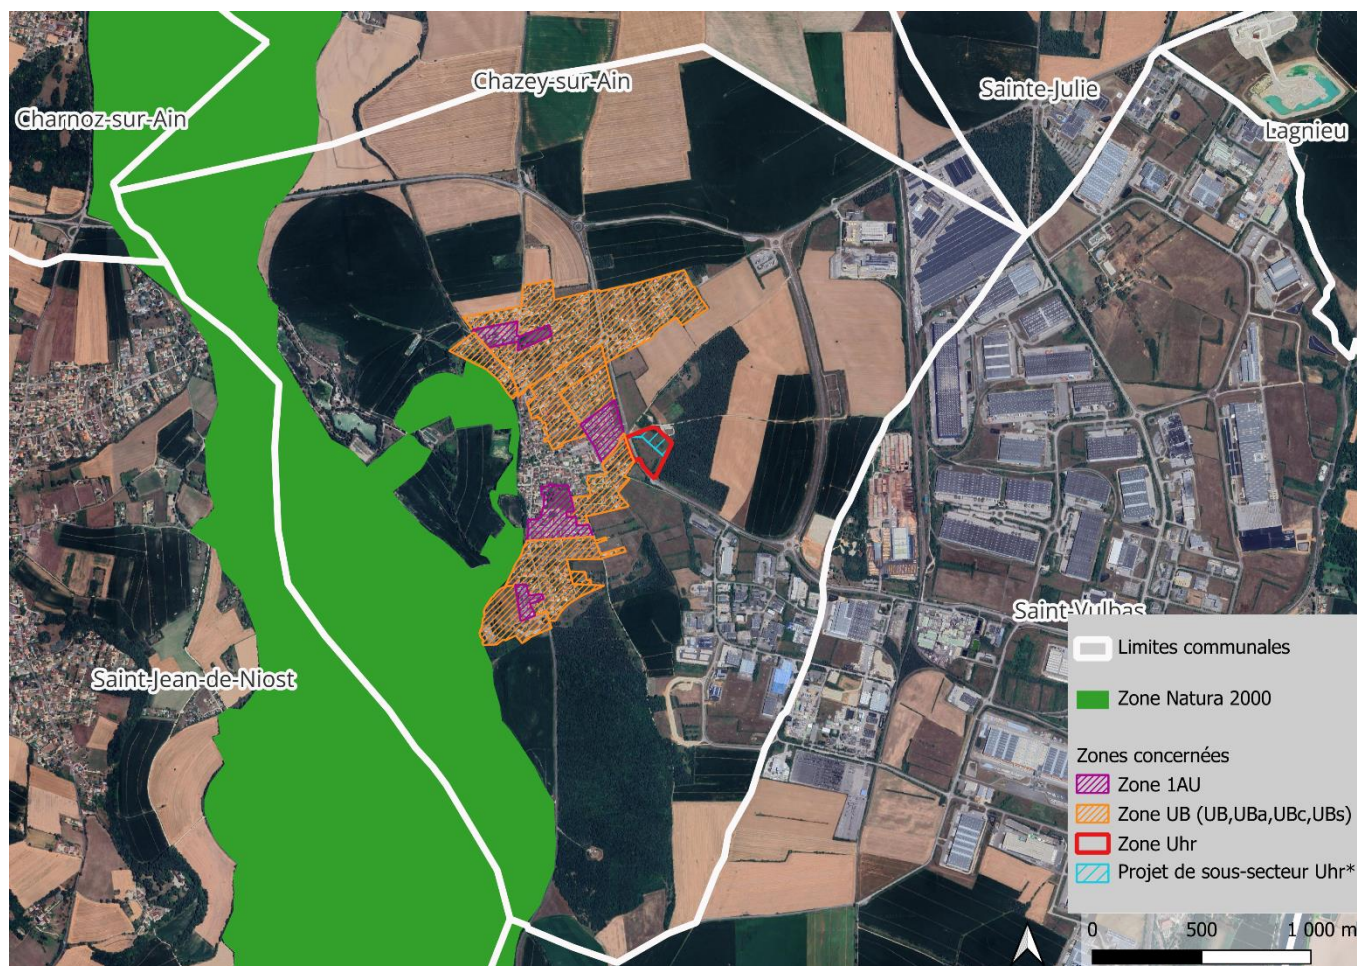 Chazey-sur-Ain
Sainte-Julie
Charnoz-sur-Ain
Lagnieu
Saint-Vulbas
Saint-Jean-de-Niost
Limites communales
Zone Natura 2000
Zones concernées
Zone 1AU
Zone UB (UB,UBa,UBc,UBs)
Zone Uhr
Projet de sous-secteur Uhr*
0 500 1 000 m